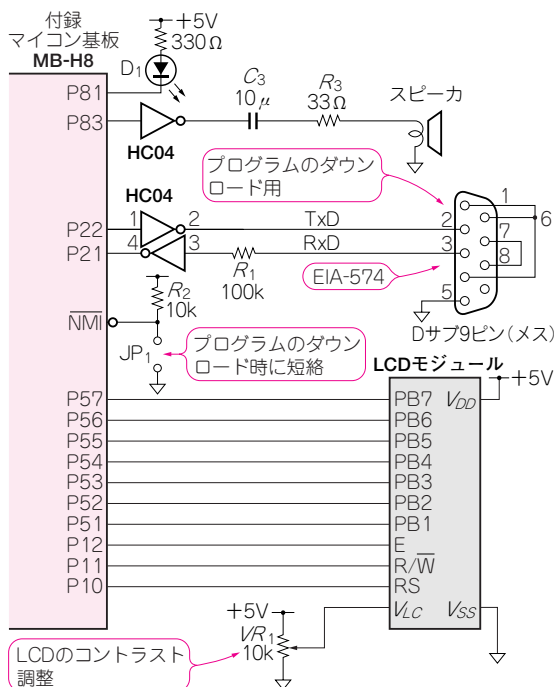 付録
マイコン基板
MB-H8
+5V
330Ω
D1
P81
P83
HC04
C3
10μ
R3
33Ω
スピーカ
プログラムのダウン
ロード用
HC04
P22
1
2
TxD
2
P21
4
3
RxD
3
R1
100k
EIA-574
1
6
7
8
5
Dサブ9ピン(メス)
R2
10k
NMI
JP1
プログラムのダウン
ロード時に短絡
LCDモジュール
+5V
P57
PB7
VDD
P56
PB6
P55
PB5
P54
PB4
P53
PB3
P52
PB2
P51
PB1
P12
E
P11
R/W
P10
RS
VLC
VSS
+5V
VR1
10k
LCDのコントラスト
調整